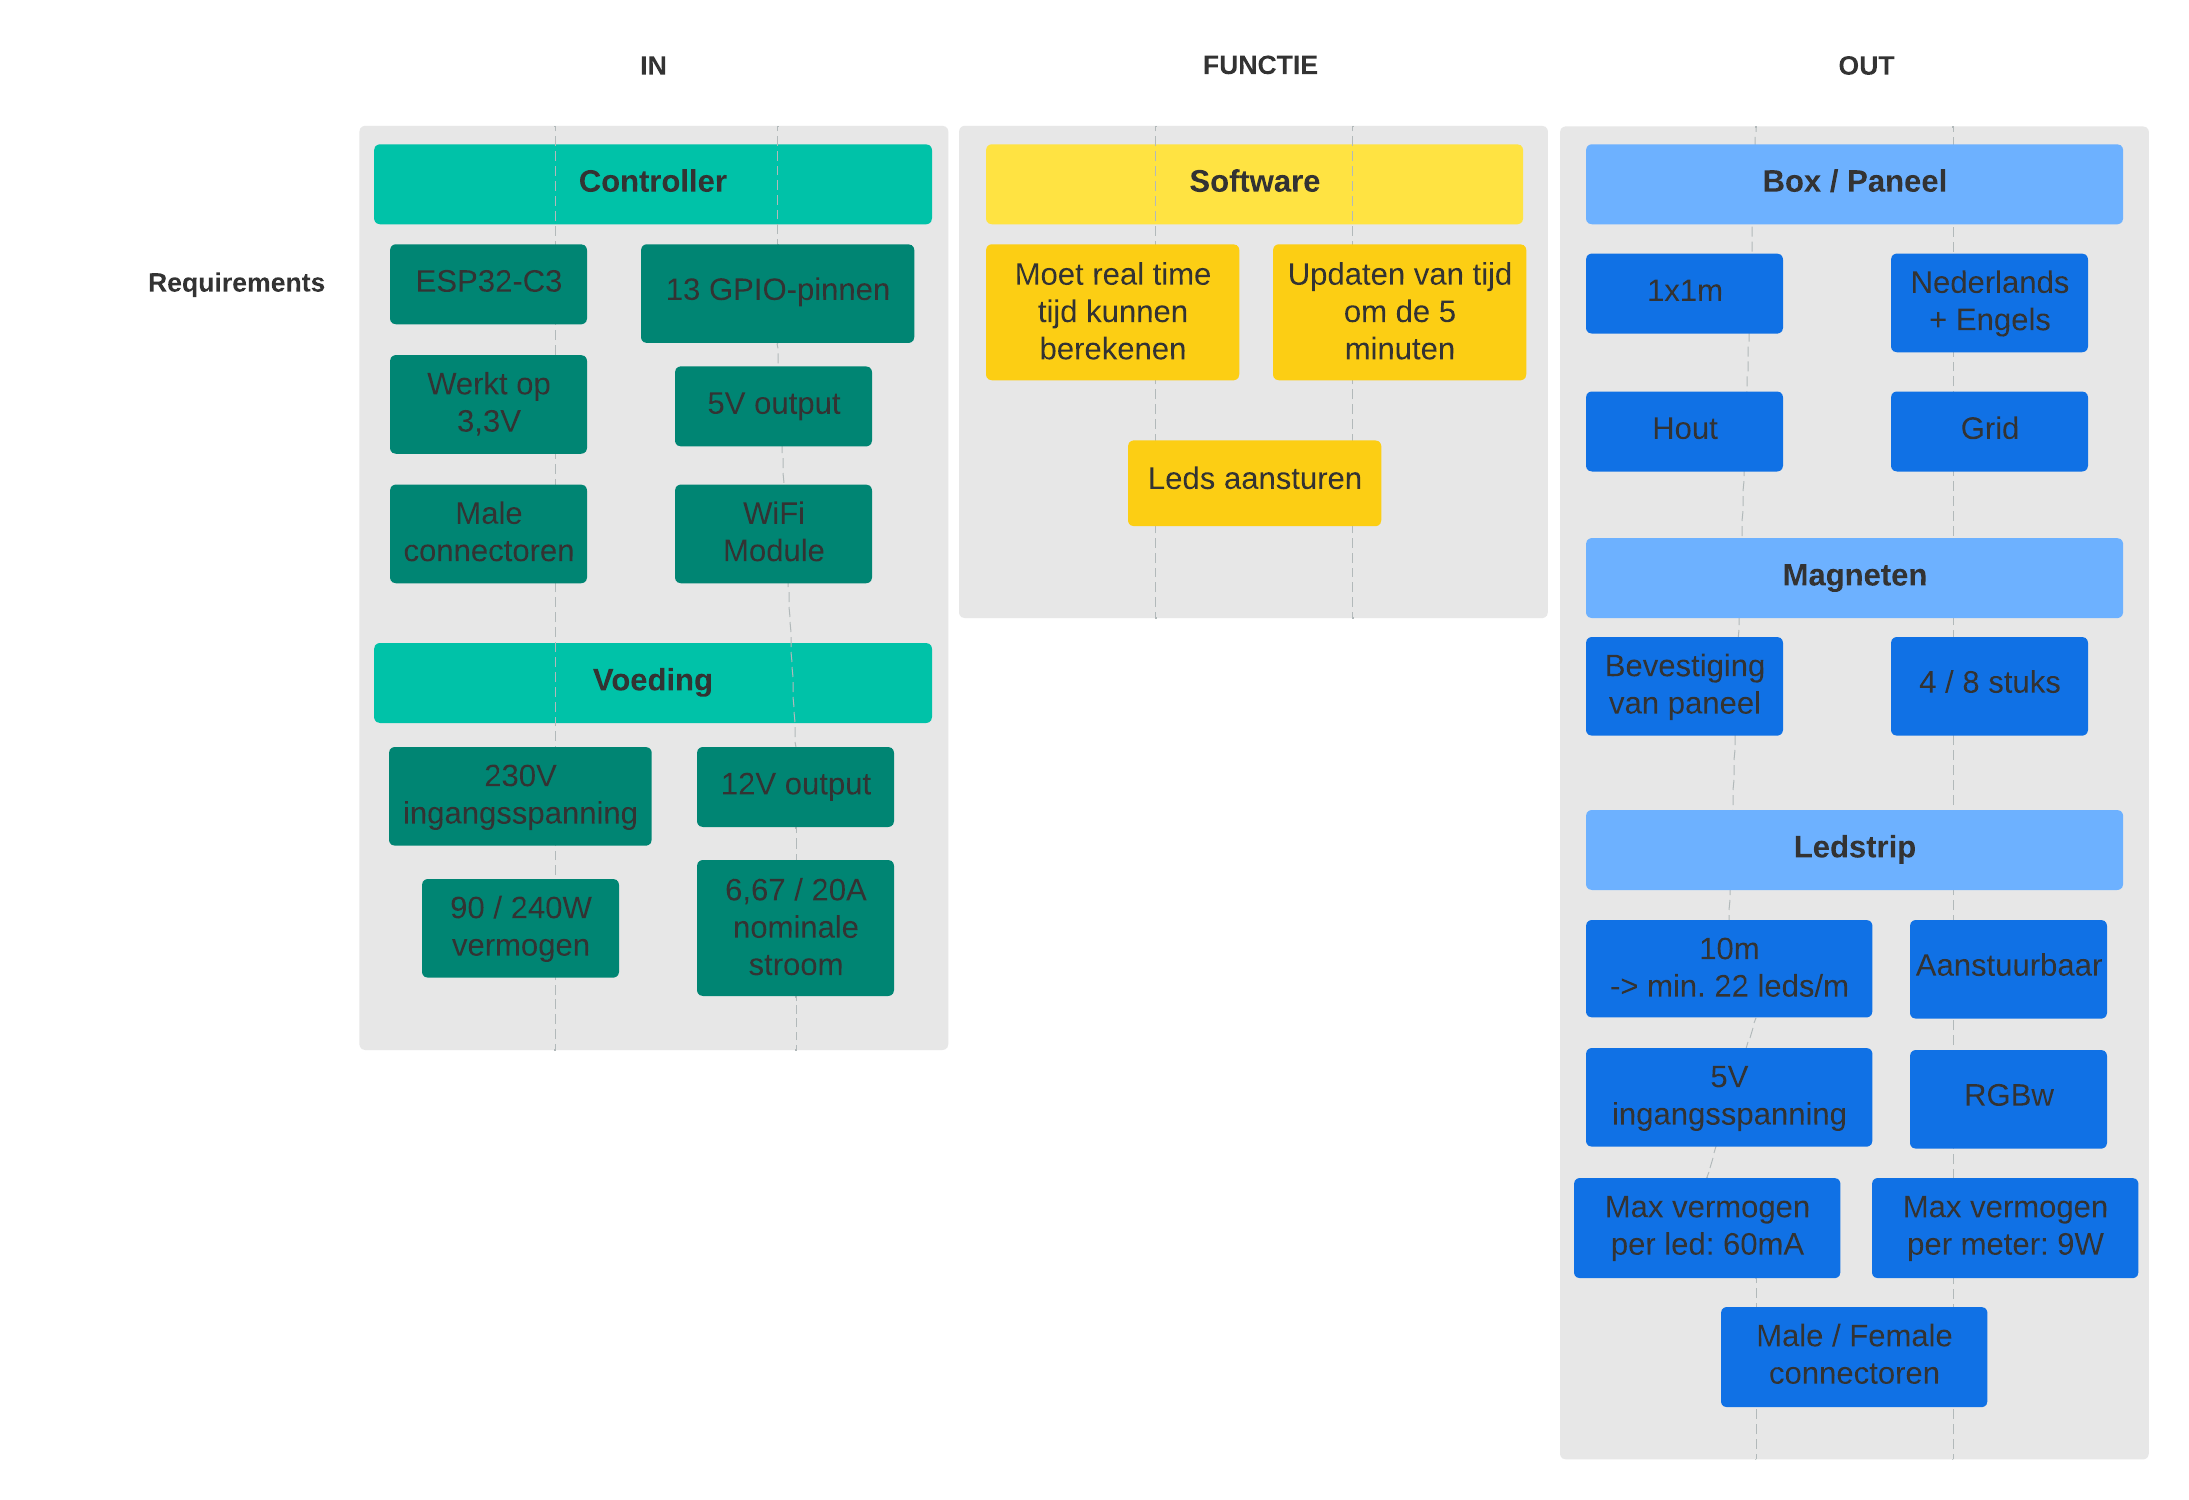 IN
FUNCTIE
OUT
Requirements
Controller
ESP32-C3
13 GPIO-pinnen
Werkt op
3,3V
5V output
Male
connectoren
WiFi
Module
Voeding
230V
ingangsspanning
12V output
90 / 240W
vermogen
6,67 / 20A
nominale
stroom
Software
Moet real time
tijd kunnen
berekenen
Updaten van tijd
om de 5
minuten
Leds aansturen
Box / Paneel
1x1m
Nederlands
+ Engels
Hout
Grid
Magneten
Bevestiging
van paneel
4 / 8 stuks
Ledstrip
10m
-> min. 22 leds/m
Aanstuurbaar
5V
ingangsspanning
RGBw
Max vermogen
per led: 60mA
Max vermogen
per meter: 9W
Male / Female
connectoren